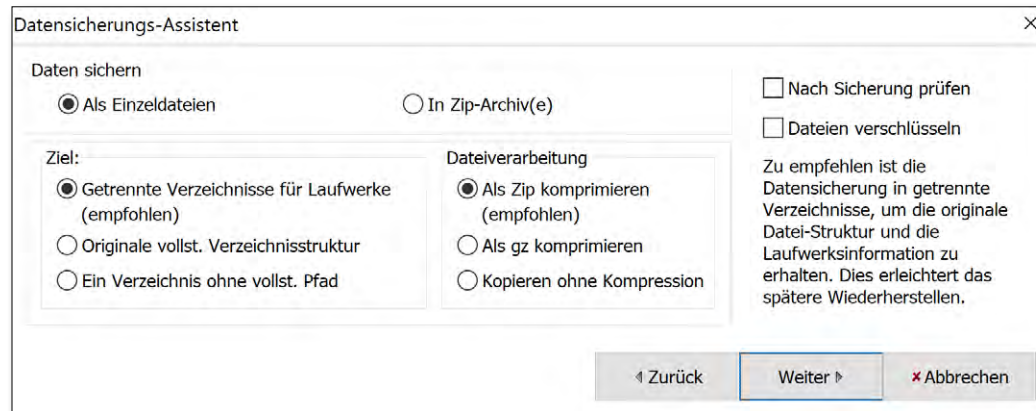 Datensicherungs-Assistent
Daten sichern
Als Einzeldateien
In Zip-Archiv(e)
Ziel:
Getrennte Verzeichnisse für Laufwerke
(empfohlen)
Originale vollst. Verzeichnisstruktur
Ein Verzeichnis ohne vollst. Pfad
Dateiverarbeitung
Als Zip komprimieren
(empfohlen)
Als gz komprimieren
Kopieren ohne Kompression
Nach Sicherung prüfen
Dateien verschlüsseln
Zu empfehlen ist die
Datensicherung in getrennte
Verzeichnisse, um die originale
Datei-Struktur und die
Laufwerksinformation zu
erhalten. Dies erleichtert das
spätere Wiederherstellen.
Zurück
Weiter
Abbrechen